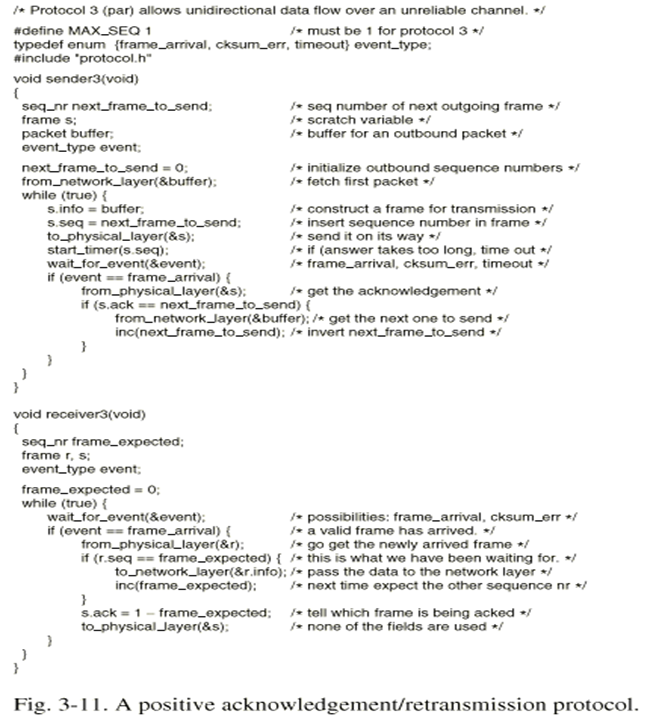 /* Protocol 3 (par) allows unidirectional data flow over an unreliable channel. */
#define MAX_SEQ 1 /* must be 1 for protocol 3 */
typedef enum {frame_arrival, cksum_err, timeout} event_type;
#include "protocol.h"
void sender3(void)
{
seq_nr next_frame_to_send; /* seq number of next outgoing frame */
frame s; /* scratch variable */
packet buffer; /* buffer for an outbound packet */
event_type event;
next_frame_to_send = 0; /* initialize outbound sequence numbers */
from_network_layer(&buffer); /* fetch first packet */
while (true) {
s.info = buffer; /* construct a frame for transmission */
s.seq = next_frame_to_send; /* insert sequence number in frame */
to_physical_layer(&s); /* send it on its way */
start_timer(s.seq); /* if (answer takes too long, time out */
wait_for_event(&event); /* frame_arrival, cksum_err, timeout */
if (event == frame_arrival) {
from_physical_layer(&s); /* get the acknowledgement */
if (s.ack == next_frame_to_send) {
from_network_layer(&buffer); /* get the next one to send */
inc(next_frame_to_send); /* invert next_frame_to_send */
}
}
}
}
void receiver3(void)
{
seq_nr frame_expected;
frame r, s;
event_type event;
frame_expected = 0;
while (true) {
wait_for_event(&event); /* possibilities: frame_arrival, cksum_err */
if (event == frame_arrival) { /* a valid frame has arrived. */
from_physical_layer(&r); /* go get the newly arrived frame */
if (r.seq == frame_expected) { /* this is what we have been waiting for. */
to_network_layer(&r.info); /* pass the data to the network layer */
inc(frame_expected); /* next time expect the other sequence nr */
}
s.ack = 1 – frame_expected; /* tell which frame is being acked */
to_physical_layer(&s); /* none of the fields are used */
}
}
}
Fig. 3-11. A positive acknowledgement/retransmission protocol.